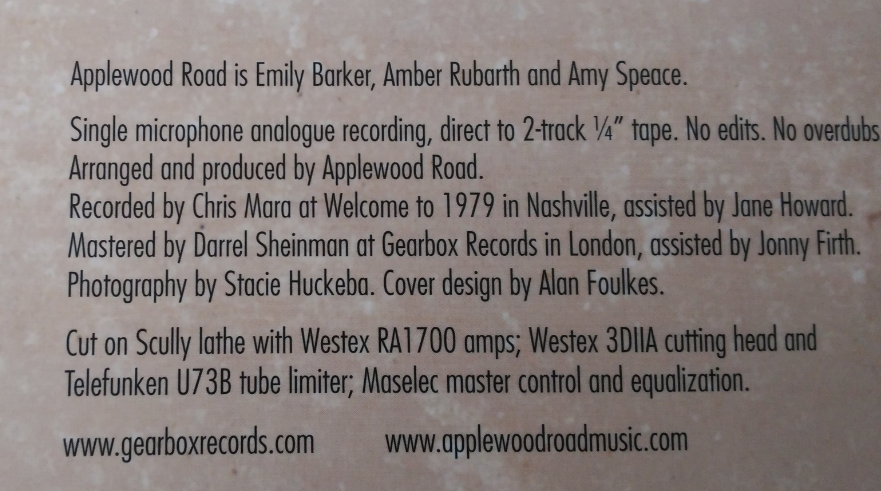 Applewood Road is Emily Barker, Amber Rubarth and Amy Speace.
Single microphone analogue recording, direct to 2-track ¼” tape. No edits. No overdubs
Arranged and produced by Applewood Road.
Recorded by Chris Mara at Welcome to 1979 in Nashville, assisted by Jane Howard.
Mastered by Darrel Sheinman at Gearbox Records in London, assisted by Jonny Firth.
Photography by Stacie Huckeba. Cover design by Alan Foulkes.
Cut on Scully lathe with Westex RA1700 amps; Westex 3DIIA cutting head and
Telefunken U73B tube limiter; Maselec master control and equalization.
www.gearboxrecords.com www.applewoodroadmusic.com